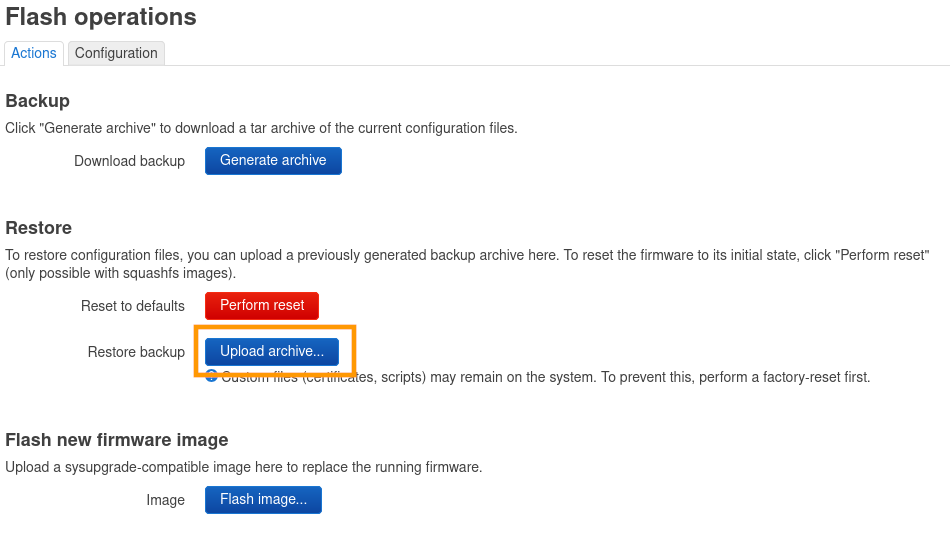 Flash operations
Actions Configuration
Backup
Click "Generate archive" to download a tar archive of the current configuration files.
Download backup Generate archive
Restore
To restore configuration files, you can upload a previously generated backup archive here. To reset the firmware to its initial state, click "Perform reset"
(only possible with squashfs images).
Reset to defaults Perform reset
Restore backup Upload archive...
Custom files (certificates, scripts) may remain on the system. To prevent this, perform a factory-reset first.
Flash new firmware image
Upload a sysupgrade-compatible image here to replace the running firmware.
Image Flash image...